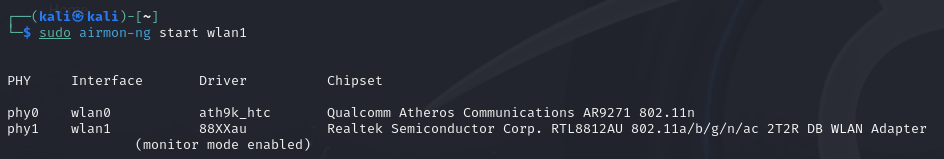 ┌──(kali㉿kali)-[~]
└─$ sudo airmon-ng start wlan1
PHY Interface Driver Chipset
phy0 wlan0 ath9k_htc Qualcomm Atheros Communications AR9271 802.11n
phy1 wlan1 88XXau Realtek Semiconductor Corp. RTL8812AU 802.11a/b/g/n/ac 2T2R DB WLAN Adapter
(monitor mode enabled)